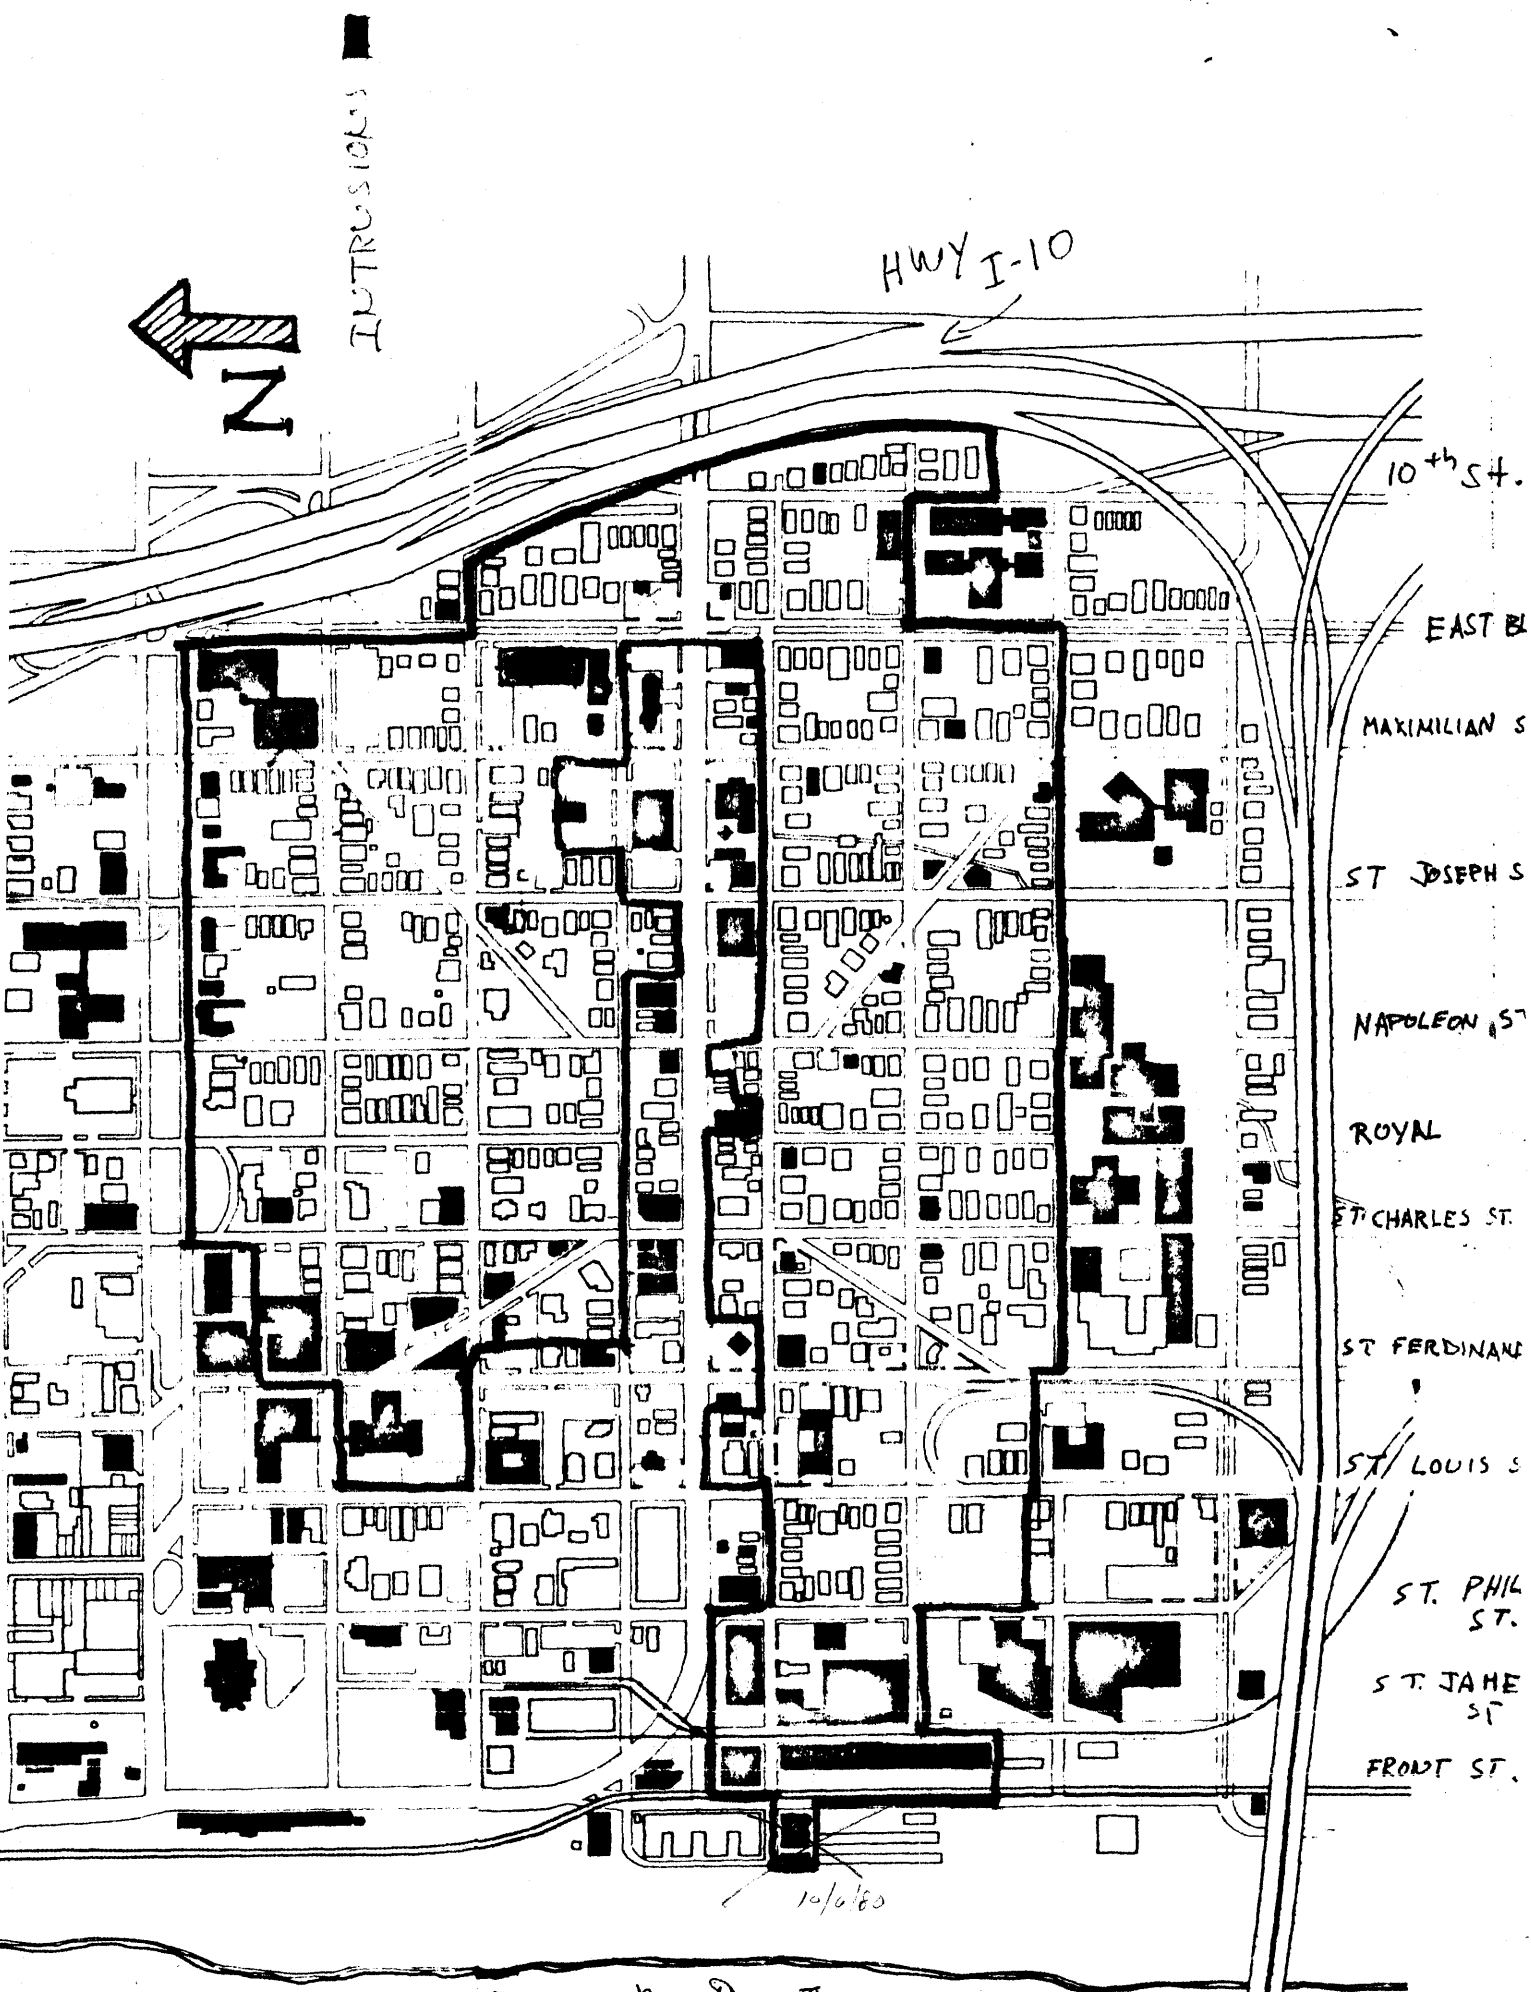 INTRUSIONS
N
HWY I-10
10th St.
EAST BL
MAXIMILIAN S
ST JOSEPH S
NAPOLEON ST
ROYAL
ST. CHARLES ST.
ST FERDINAND
ST. LOUIS S
ST. PHIL
ST.
ST. JAME
ST
FRONT ST.
10/6/80